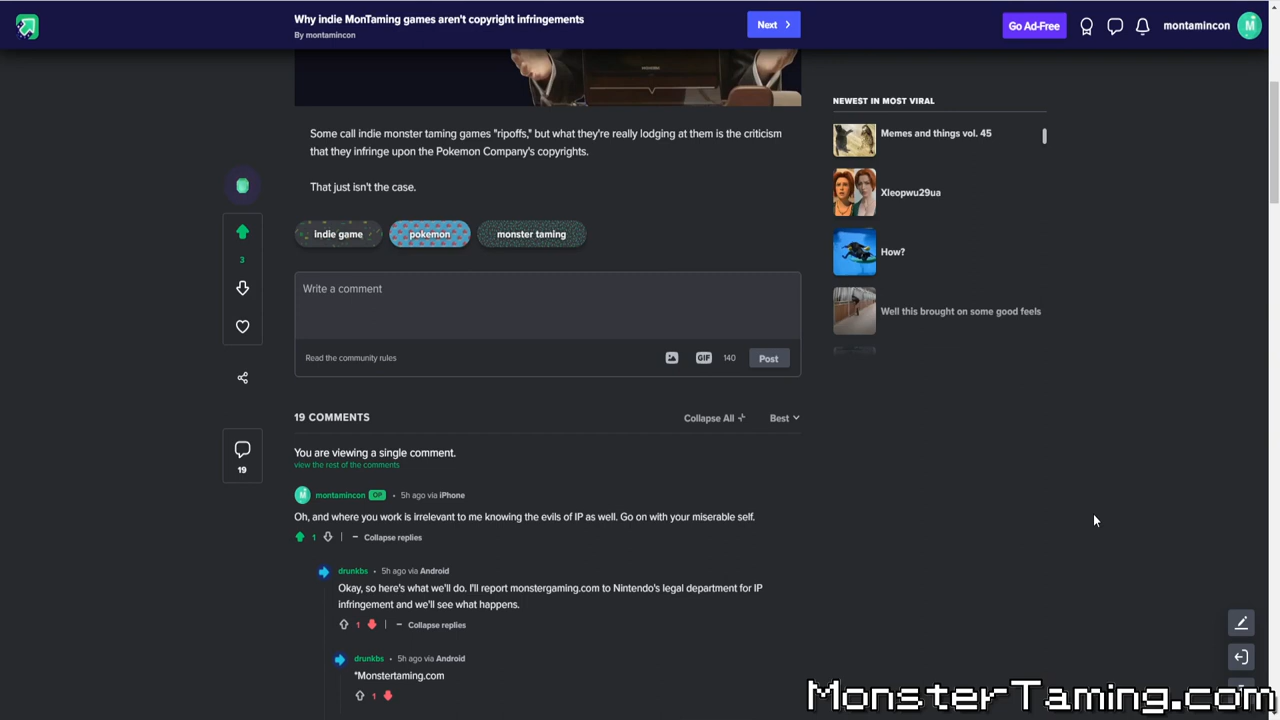 Why indie MonTaming games aren't copyright infringements
By montamincon
Next
Go Ad-Free
montamincon
M
NEWEST IN MOST VIRAL
Memes and things vol. 45
Xleopwu29ua
How?
Well this brought on some good feels
Some call indie monster taming games "ripoffs," but what they're really lodging at them is the criticism
that they infringe upon the Pokemon Company's copyrights.
That just isn't the case.
indie game
pokemon
monster taming
3
Write a comment
Read the community rules
GIF
140
Post
19 COMMENTS
Collapse All
Best
19
You are viewing a single comment.
view the rest of the comments
M
montamincon OP • 5h ago via iPhone
Oh, and where you work is irrelevant to me knowing the evils of IP as well. Go on with your miserable self.
1 | − Collapse replies
drunkbs • 5h ago via Android
Okay, so here's what we'll do. I'll report monstergaming.com to Nintendo's legal department for IP
infringement and we'll see what happens.
1 | − Collapse replies
drunkbs • 5h ago via Android
*Monstertaming.com
1
MonsterTaming.com